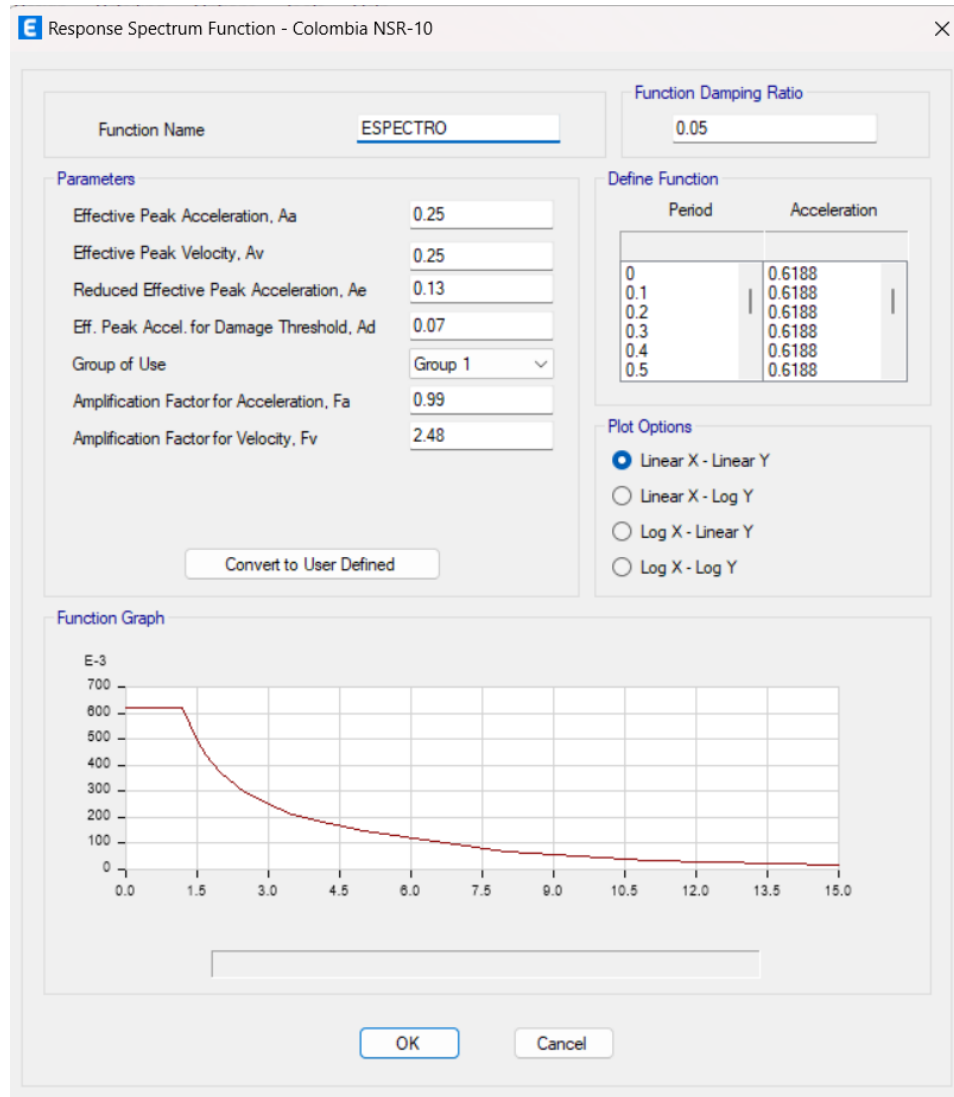 E Response Spectrum Function - Colombia NSR-10
Function Name ESPECTRO
Function Damping Ratio
0.05
Parameters
Effective Peak Acceleration, Aa 0.25
Effective Peak Velocity, Av 0.25
Reduced Effective Peak Acceleration, Ae 0.13
Eff. Peak Accel. for Damage Threshold, Ad 0.07
Group of Use Group 1
Amplification Factor for Acceleration, Fa 0.99
Amplification Factor for Velocity, Fv 2.48
Convert to User Defined
Define Function
Period Acceleration
0 0.6188
0.1 0.6188
0.2 0.6188
0.3 0.6188
0.4 0.6188
0.5 0.6188
Plot Options
Linear X - Linear Y
Linear X - Log Y
Log X - Linear Y
Log X - Log Y
Function Graph
E-3
700
600
500
400
300
200
100
0
0.0 1.5 3.0 4.5 6.0 7.5 9.0 10.5 12.0 13.5 15.0
OK Cancel